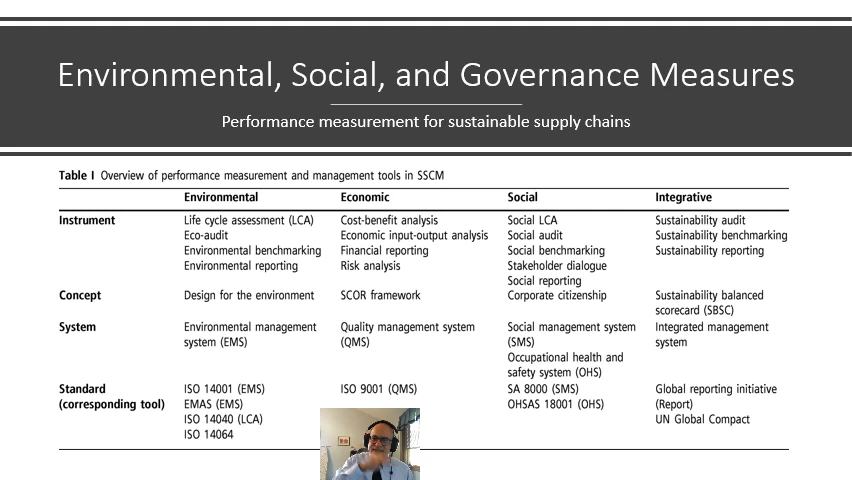 Environmental, Social, and Governance Measures
Performance measurement for sustainable supply chains
Table I Overview of performance measurement and management tools in SSCM
Environmental Economic Social Integrative
Instrument Life cycle assessment (LCA) Cost-benefit analysis Social LCA Sustainability audit
Eco-audit Economic input-output analysis Social audit Sustainability benchmarking
Environmental benchmarking Financial reporting Social benchmarking Sustainability reporting
Environmental reporting Risk analysis Stakeholder dialogue
Social reporting
Concept Design for the environment SCOR framework Corporate citizenship Sustainability balanced
scorecard (SBSC)
System Environmental management Quality management system Social management system Integrated management
system (EMS) (QMS) (SMS) system
Occupational health and
safety system (OHS)
Standard ISO 14001 (EMS) ISO 9001 (QMS) SA 8000 (SMS) Global reporting initiative
(corresponding tool) EMAS (EMS) OHSAS 18001 (OHS) (Report)
ISO 14040 (LCA) UN Global Compact
ISO 14064